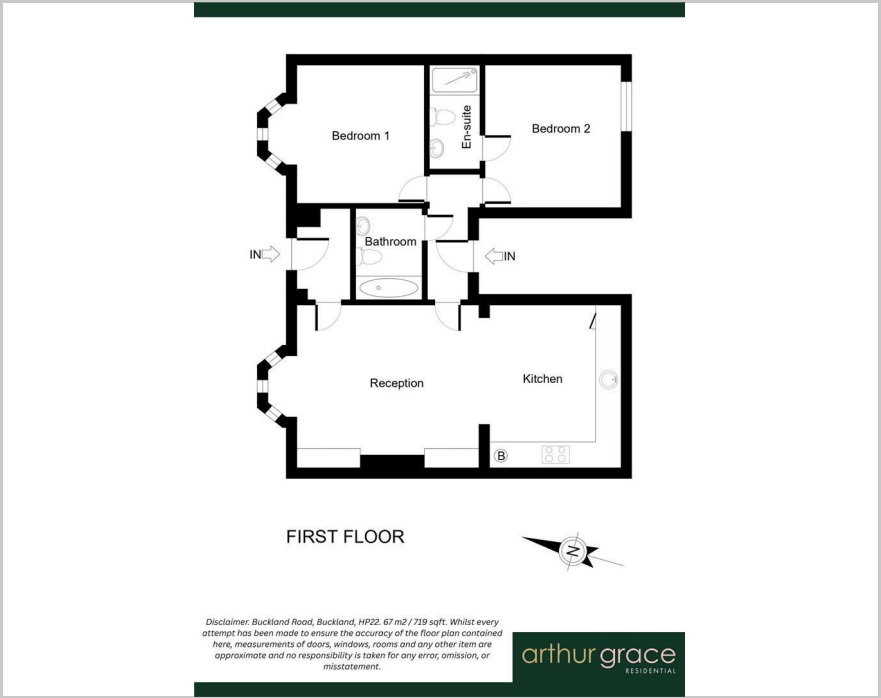 Bedroom 1
En-suite
Bedroom 2
Bathroom
IN
IN
Reception
Kitchen
B
FIRST FLOOR
N
Disclaimer. Buckland Road, Buckland, HP22. 67 m2 / 719 sqft. Whilst every
attempt has been made to ensure the accuracy of the floor plan contained
here, measurements of doors, windows, rooms and any other item are
approximate and no responsibility is taken for any error, omission, or
misstatement.
arthur grace
RESIDENTIAL